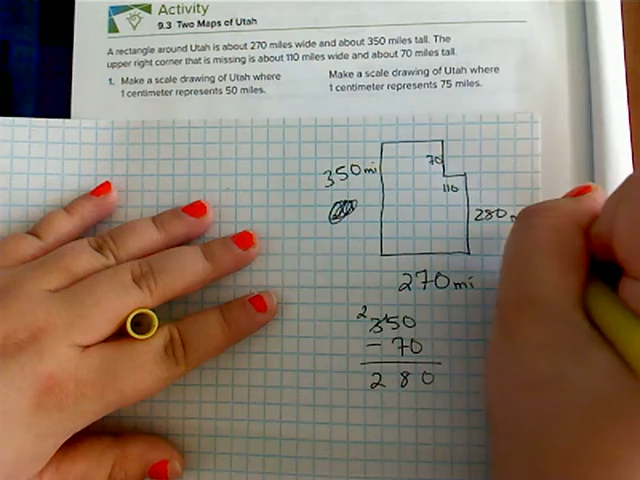 Activity
9.3 Two Maps of Utah
A rectangle around Utah is about 270 miles wide and about 350 miles tall. The
upper right corner that is missing is about 110 miles wide and about 70 miles tall.
1. Make a scale drawing of Utah where
1 centimeter represents 50 miles.
Make a scale drawing of Utah where
1 centimeter represents 75 miles.
70
350mi
110
280
270mi
2
350
- 70
280